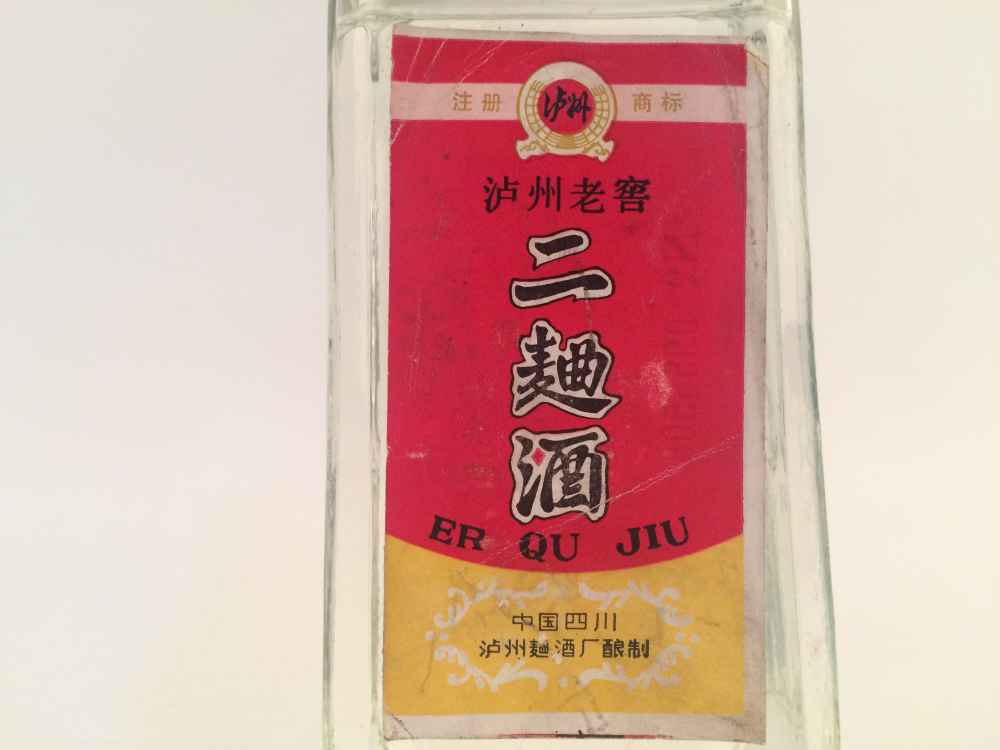 注册 泸州 商标
泸州老窖
二麯酒
ER QU JIU
中国四川
泸州麯酒厂酿制